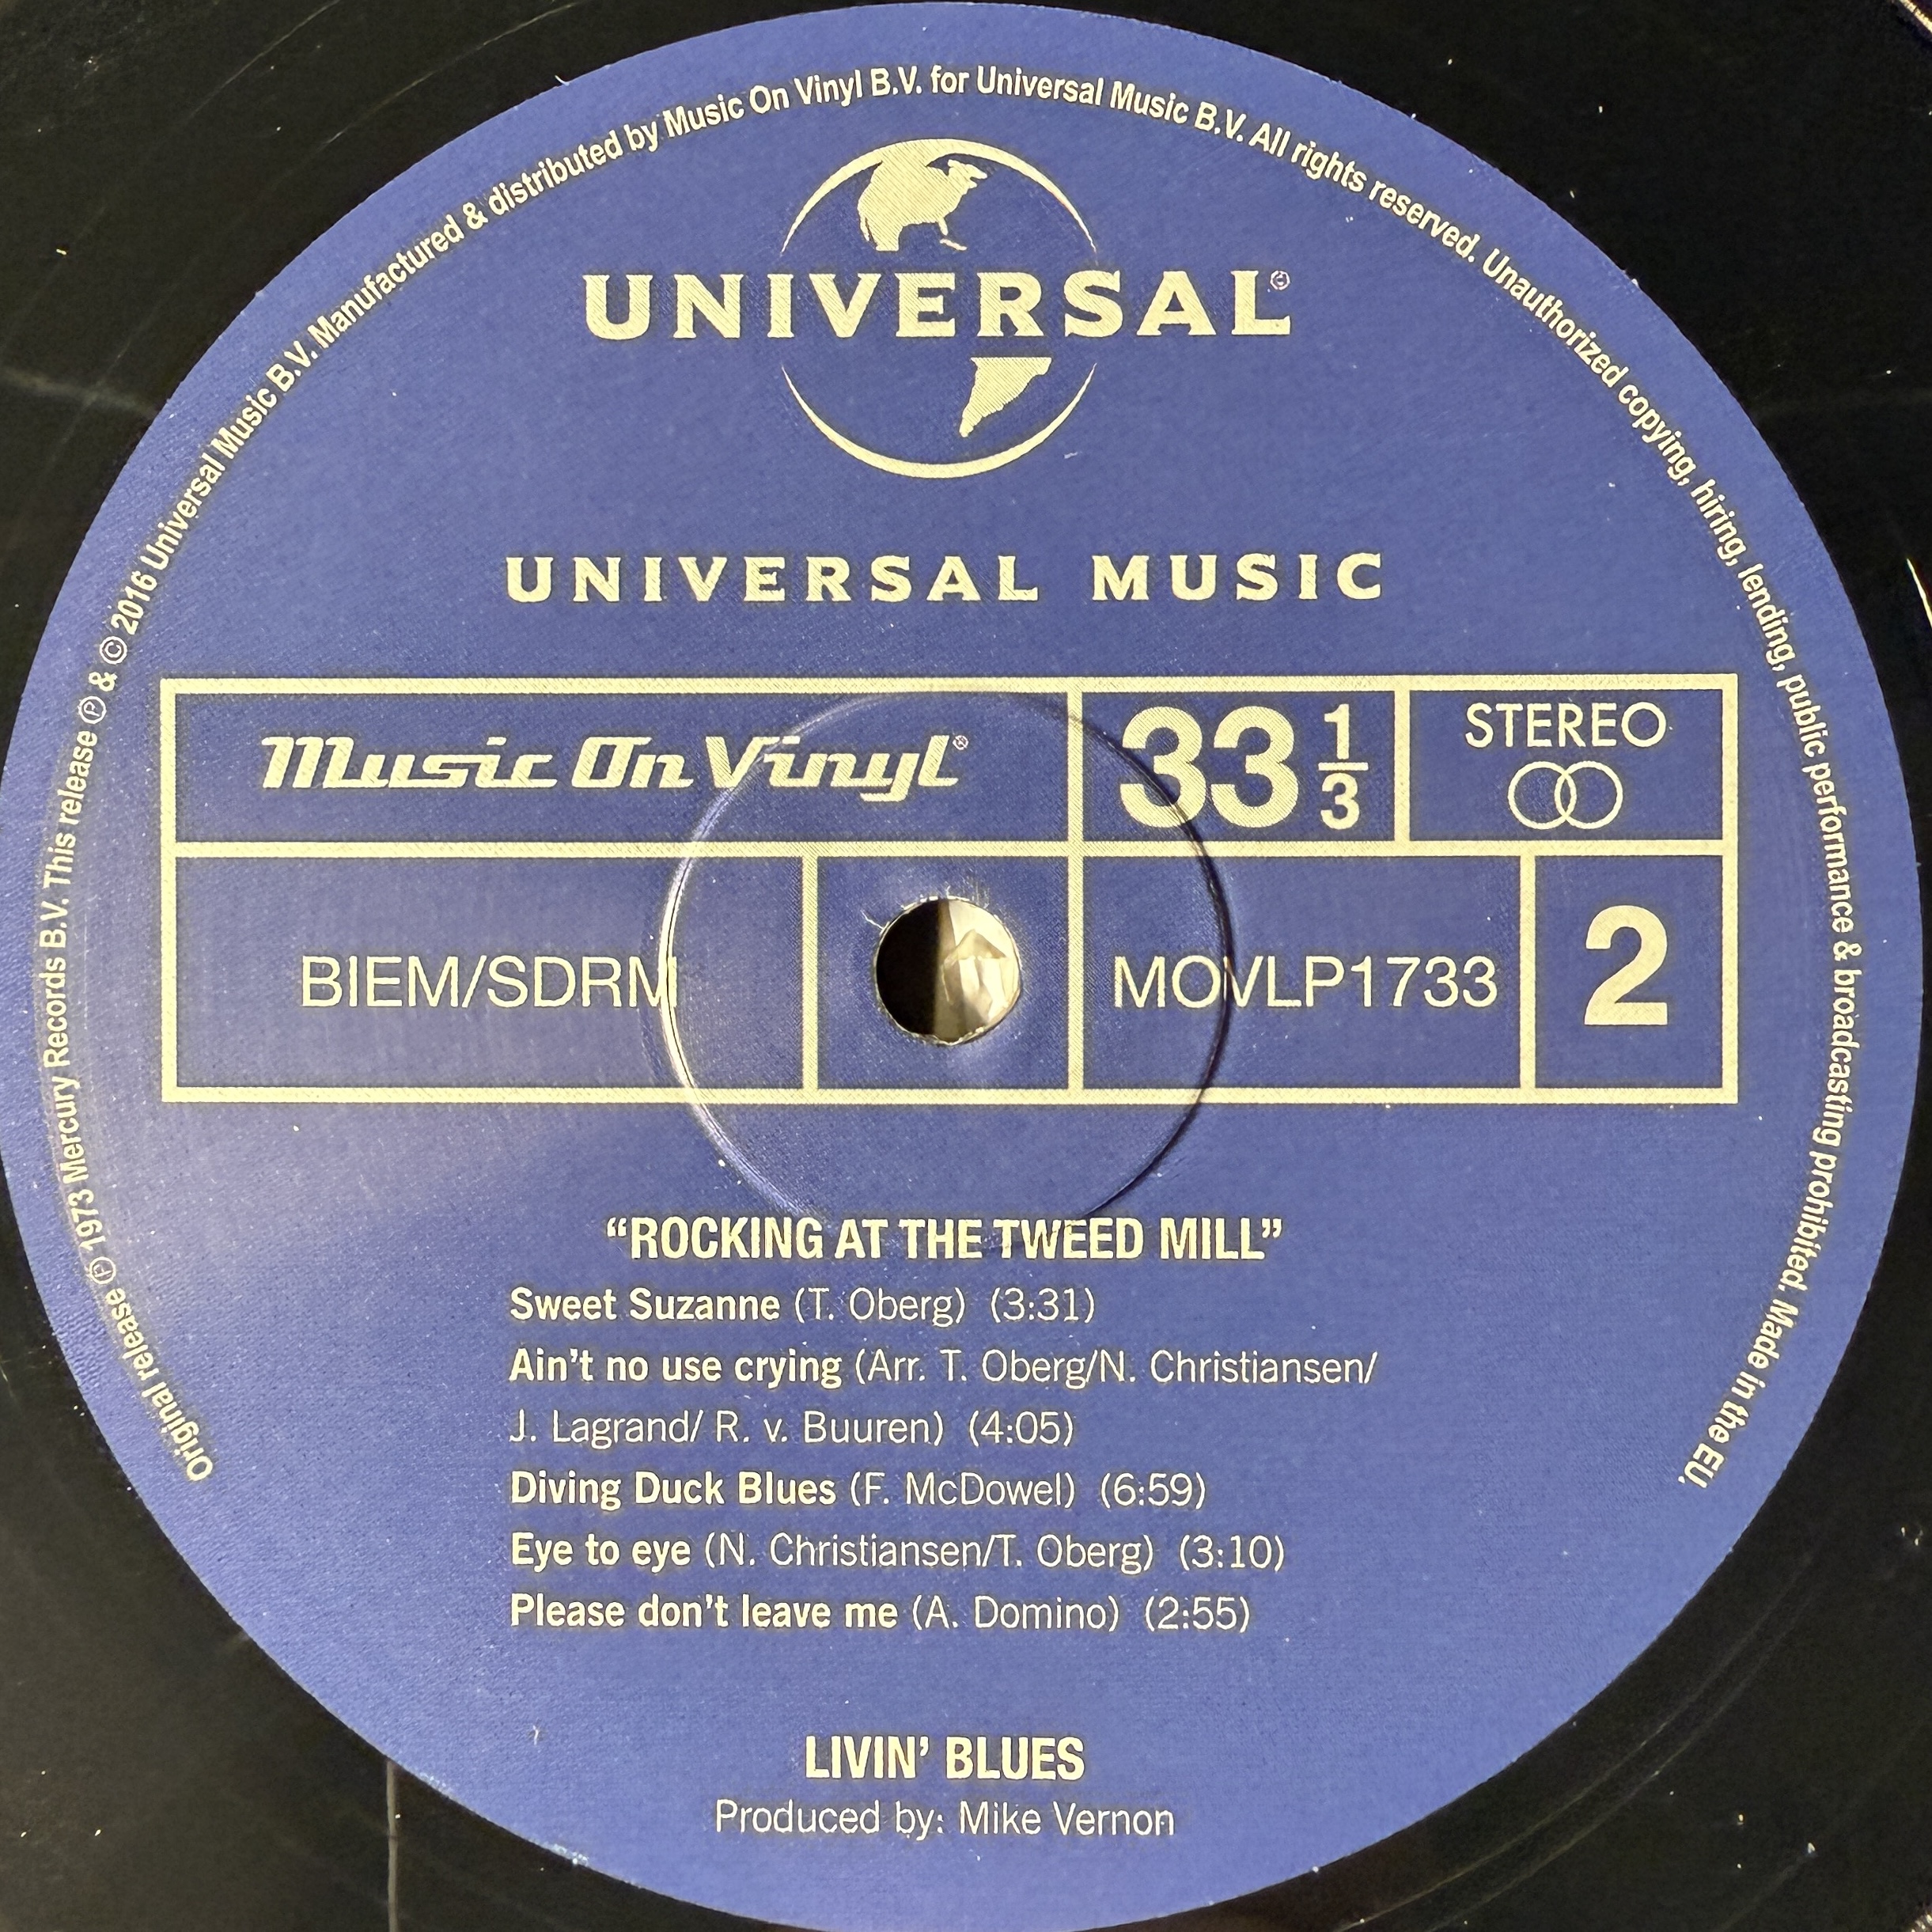 Original release ℗ 1973 Mercury Records B.V. This release ℗ & © 2016 Universal Music B.V. Manufactured & distributed by Music On Vinyl B.V. for Universal Music B.V. All rights reserved. Unauthorized copying, hiring, lending, public performance & broadcasting prohibited. Made in the EU.
UNIVERSAL
UNIVERSAL MUSIC
Music On Vinyl®
33 1/3
STEREO
BIEM/SDRM
MOVLP1733
2
“ROCKING AT THE TWEED MILL”
Sweet Suzanne (T. Oberg) (3:31)
Ain’t no use crying (Arr. T. Oberg/N. Christiansen/
J. Lagrand/ R. v. Buuren) (4:05)
Diving Duck Blues (F. McDowel) (6:59)
Eye to eye (N. Christiansen/T. Oberg) (3:10)
Please don’t leave me (A. Domino) (2:55)
LIVIN’ BLUES
Produced by: Mike Vernon